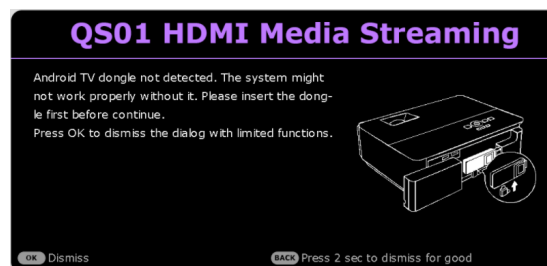 QS01 HDMI Media Streaming
Android TV dongle not detected. The system might
not work properly without it. Please insert the dong-
le first before continue.
Press OK to dismiss the dialog with limited functions.
OK Dismiss
BACK Press 2 sec to dismiss for good